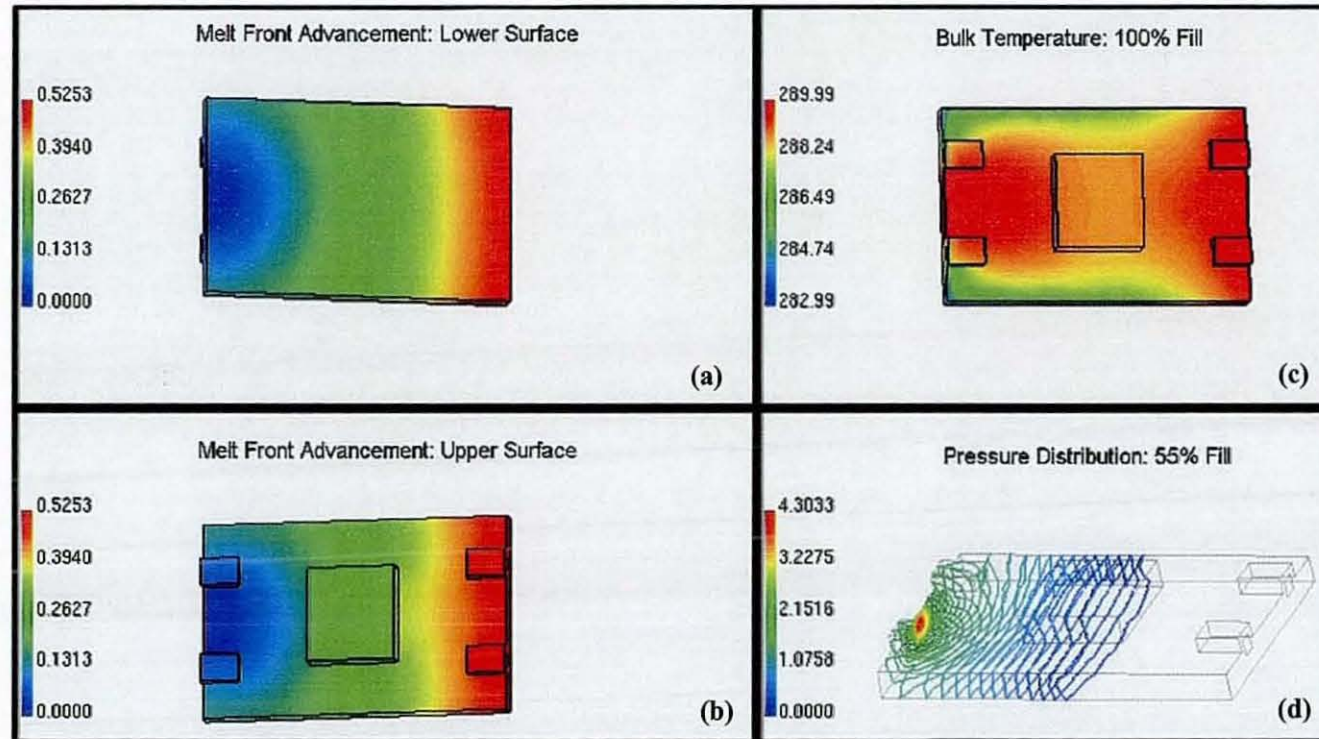 Melt Front Advancement: Lower Surface
0.5253
0.3940
0.2627
0.1313
0.0000
(a)
Bulk Temperature: 100% Fill
289.99
288.24
286.49
284.74
282.99
(c)
Melt Front Advancement: Upper Surface
0.5253
0.3940
0.2627
0.1313
0.0000
(b)
Pressure Distribution: 55% Fill
4.3033
3.2275
2.1516
1.0758
0.0000
(d)